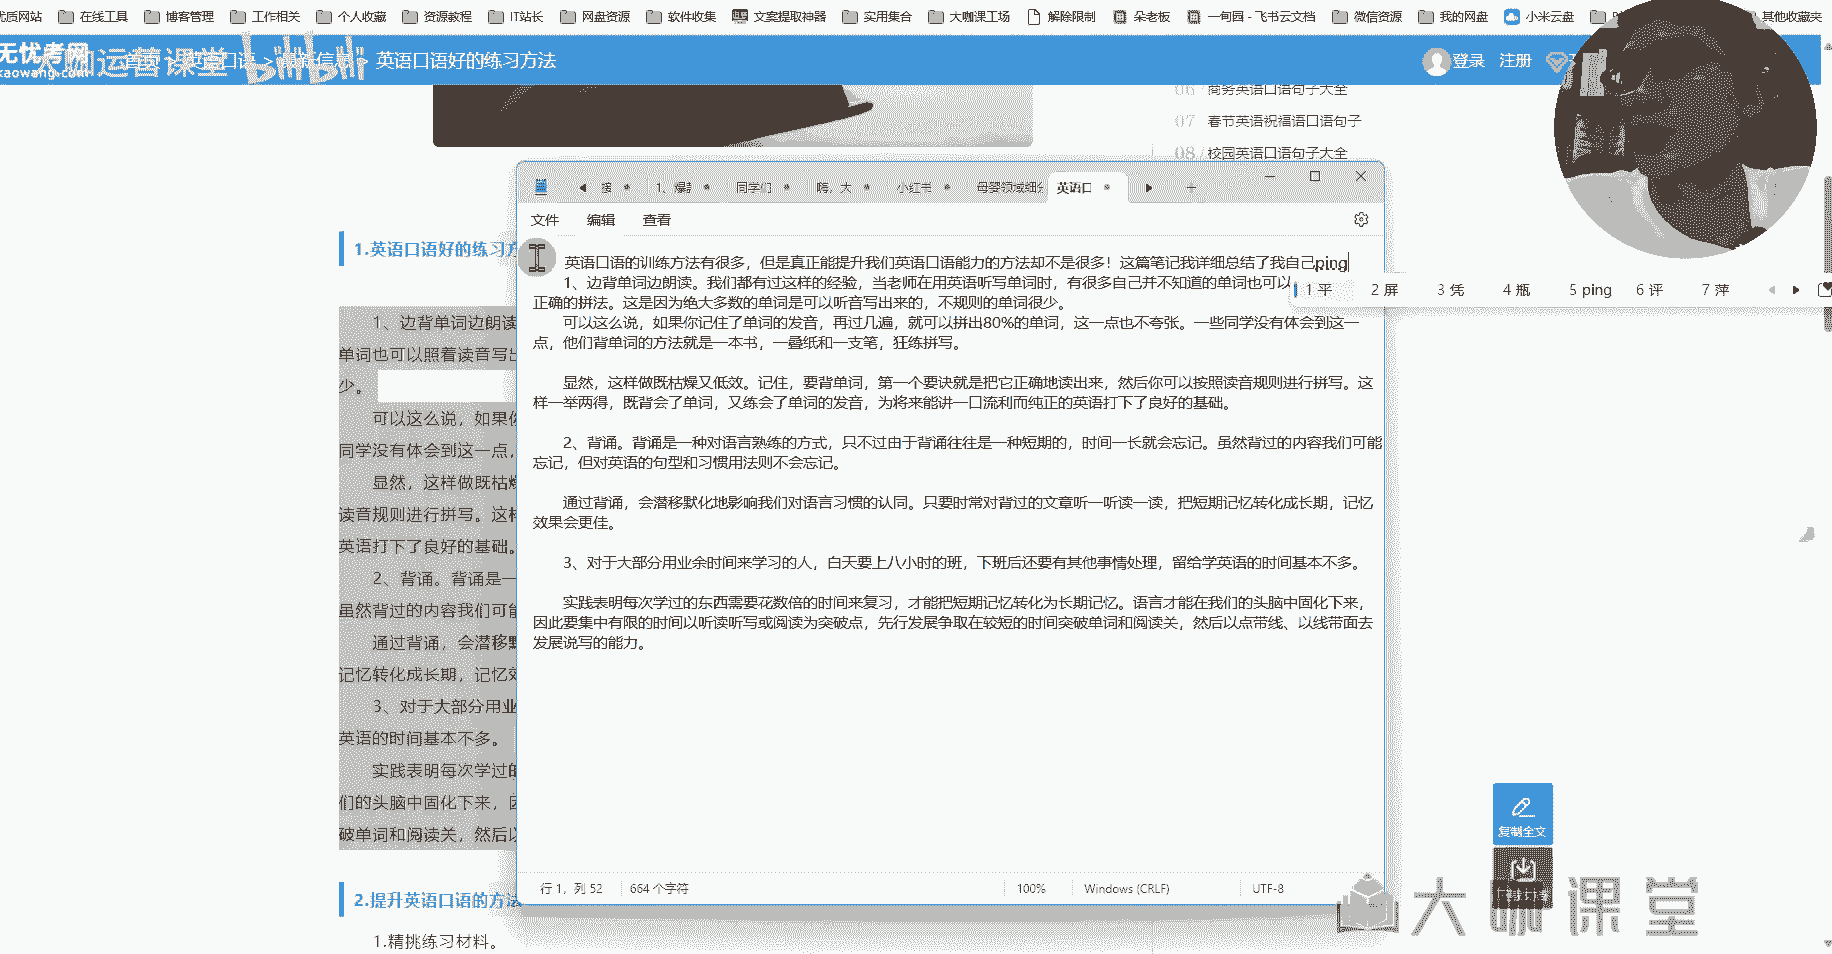 优质网站 在线工具 博客管理 工作相关 个人收藏 资源教程 IT站长 网盘资源 软件收集 文案提取神器 实用集合 大咖课工场 解除限制 朵老板 一甸园 - 飞书云文档 微信资源 我的网盘 小米云盘 其他收藏夹
无忧考网
kaowang.com
运营课堂 bilibili
英语口语好的练习方法
登录 注册
06 商务英语口语句子大全
07 春节英语祝福语口语句子
08 校园英语口语句子大全
1、爆款 同学们 嗨，大 小红书 母婴领域细分 英语口
文件 编辑 查看
英语口语的训练方法有很多，但是真正能提升我们英语口语能力的方法却不是很多！这篇笔记我详细总结了我自己ping
1 平 2 屏 3 凭 4 瓶 5 ping 6 评 7 萍
1、边背单词边朗读。我们都有过这样的经验，当老师在用英语听写单词时，有很多自己并不知道的单词也可以
正确的拼法。这是因为绝大多数的单词是可以听音写出来的，不规则的单词很少。
可以这么说，如果你记住了单词的发音，再过几遍，就可以拼出80%的单词，这一点也不夸张。一些同学没有体会到这一
点，他们背单词的方法就是一本书，一叠纸和一支笔，狂练拼写。
显然，这样做既枯燥又低效。记住，要背单词，第一个要诀就是把它正确地读出来，然后你可以按照读音规则进行拼写。这
样一举两得，既背会了单词，又练会了单词的发音，为将来能讲一口流利而纯正的英语打下了良好的基础。
2、背诵。背诵是一种对语言熟练的方式，只不过由于背诵往往是一种短期的，时间一长就会忘记。虽然背过的内容我们可能
忘记，但对英语的句型和习惯用法则不会忘记。
通过背诵，会潜移默化地影响我们对语言习惯的认同。只要时常对背过的文章听一听读一读，把短期记忆转化成长期，记忆
效果会更佳。
3、对于大部分用业余时间来学习的人，白天要上八小时的班，下班后还要有其他事情处理，留给学英语的时间基本不多。
实践表明每次学过的东西需要花数倍的时间来复习，才能把短期记忆转化为长期记忆。语言才能在我们的头脑中固化下来，
因此要集中有限的时间以听读听写或阅读为突破点，先行发展争取在较短的时间突破单词和阅读关，然后以点带线、以线带面去
发展说写的能力。
行 1，列 52 664 个字符 100% Windows (CRLF) UTF-8
1.英语口语好的练习方
1、边背单词边朗读
单词也可以照着读音写出
少。
可以这么说，如果你
同学没有体会到这一点，
显然，这样做既枯燥
读音规则进行拼写。这样
英语打下了良好的基础。
2、背诵。背诵是一
虽然背过的内容我们可能
通过背诵，会潜移默
记忆转化成长期，记忆效
3、对于大部分用业
英语的时间基本不多。
实践表明每次学过的
们的头脑中固化下来，因
破单词和阅读关，然后以
2.提升英语口语的方法
1.精挑练习材料。
复制全文
大咖课堂